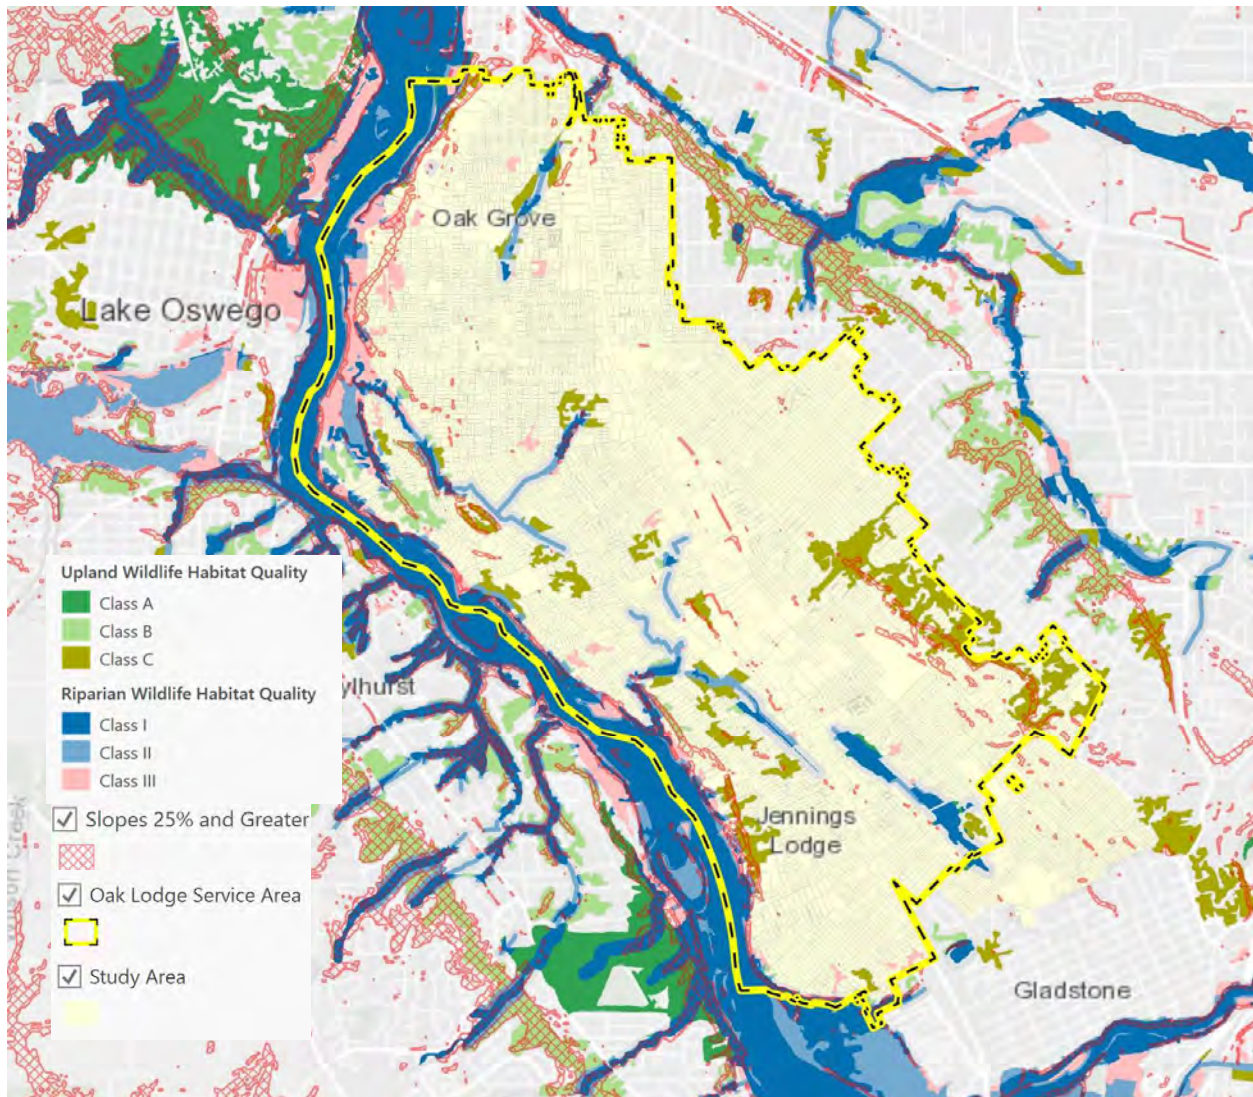 Oak Grove
Lake Oswego
Upland Wildlife Habitat Quality
Class A
Class B
Class C
Riparian Wildlife Habitat Quality
Class I
Class II
Class III
Slopes 25% and Greater
Oak Lodge Service Area
Study Area
ylhurst
Jennings
Lodge
Gladstone